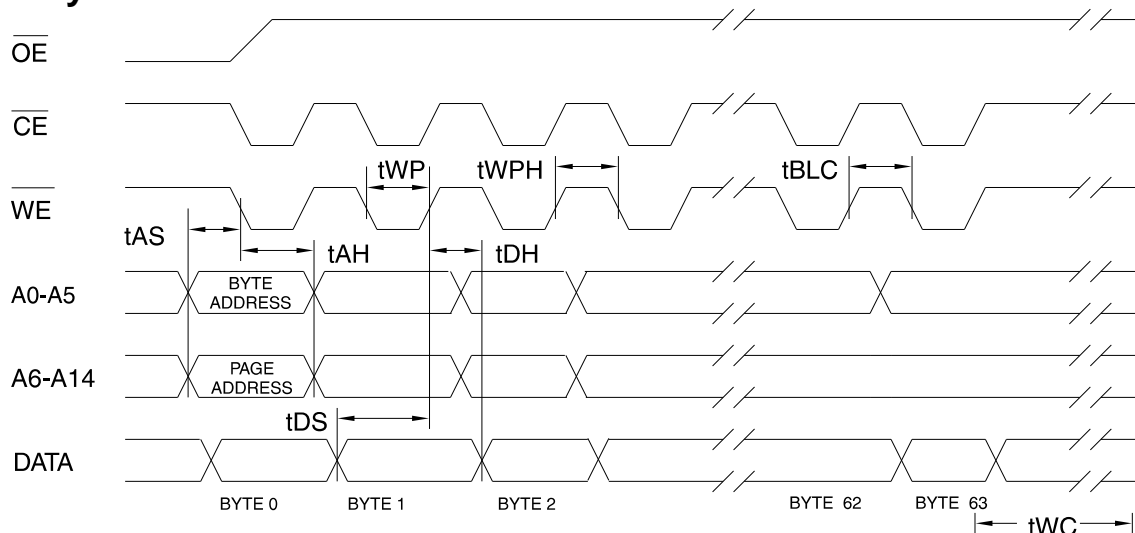 OE
CE
tWP
tWPH
tBLC
WE
tAS
tAH
tDH
A0-A5
BYTE
ADDRESS
A6-A14
PAGE
ADDRESS
tDS
DATA
BYTE 0
BYTE 1
BYTE 2
BYTE 62
BYTE 63
tWC